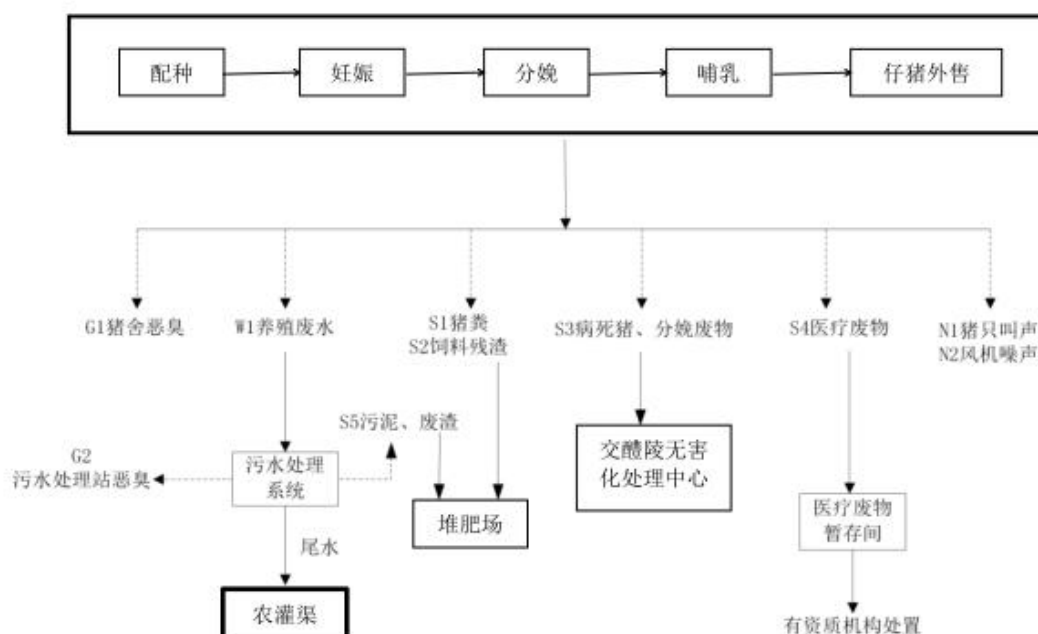 配种
妊娠
分娩
哺乳
仔猪外售
G1猪舍恶臭
W1养殖废水
S1猪粪
S2饲料残渣
S3病死猪、分娩废物
S4医疗废物
N1猪只叫声
N2风机噪声
S5污泥、废渣
G2
污水处理站恶臭
污水处理
系统
堆肥场
交醴陵无害
化处理中心
医疗废物
暂存间
尾水
农灌渠
有资质机构处置